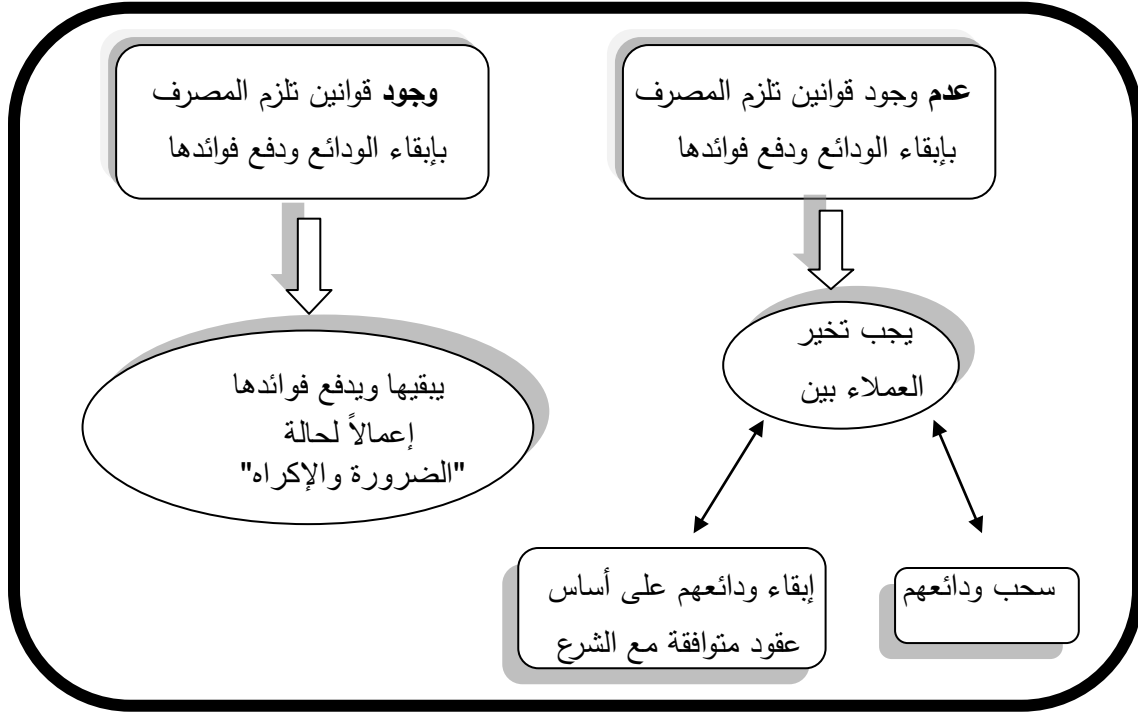 عدم وجود قوانين تلزم المصرف
بإبقاء الودائع ودفع فوائدها
يجب تخير
العملاء بين
سحب ودائعهم
إبقاء ودائعهم على أساس
عقود متوافقة مع الشرع
وجود قوانين تلزم المصرف
بإبقاء الودائع ودفع فوائدها
يبقيها ويدفع فوائدها
إعمالاً لحالة
"الضرورة والإكراه"